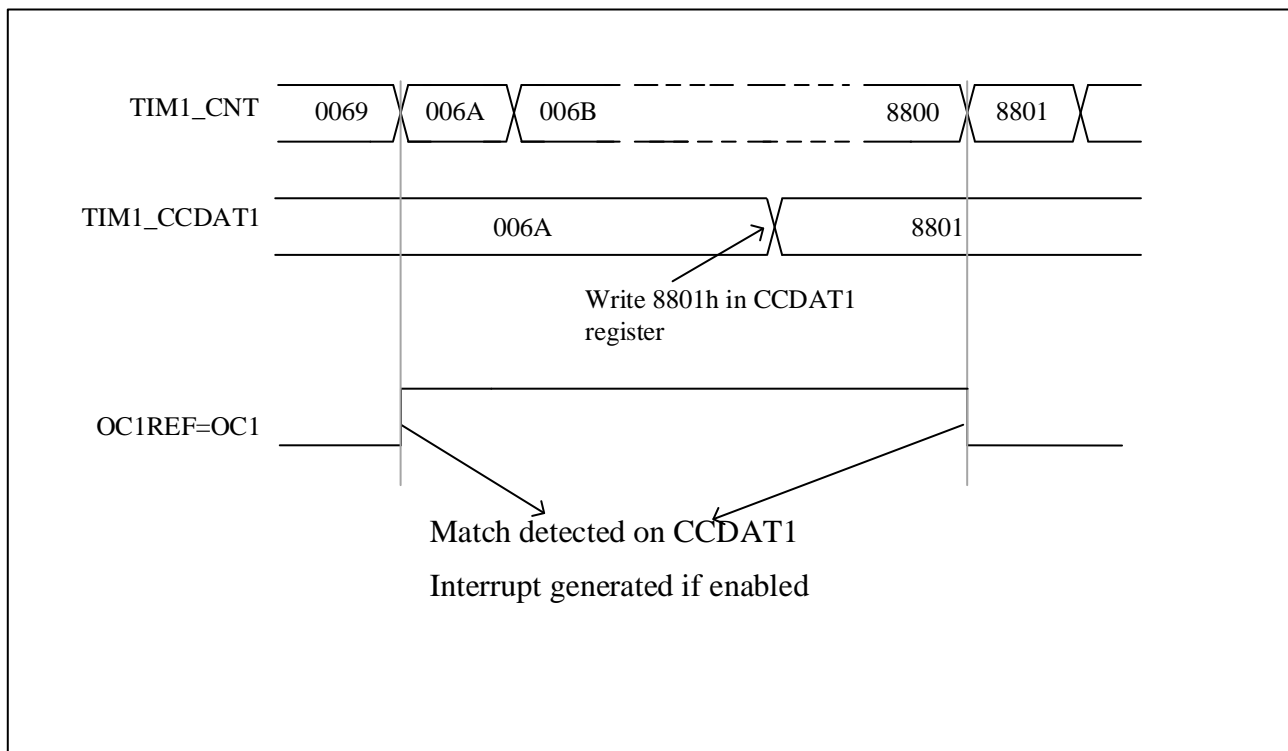 TIM1_CNT 0069 006A 006B 8800 8801
TIM1_CCDAT1 006A 8801
Write 8801h in CCDAT1
register
OC1REF=OC1
Match detected on CCDAT1
Interrupt generated if enabled